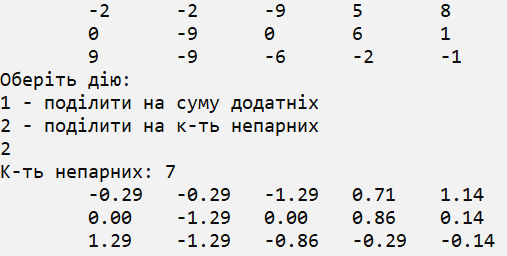 -2 -2 -9 5 8
0 -9 0 6 1
9 -9 -6 -2 -1
Оберіть дію:
1 - поділити на суму додатніх
2 - поділити на к-ть непарних
2
К-ть непарних: 7
-0.29 -0.29 -1.29 0.71 1.14
0.00 -1.29 0.00 0.86 0.14
1.29 -1.29 -0.86 -0.29 -0.14